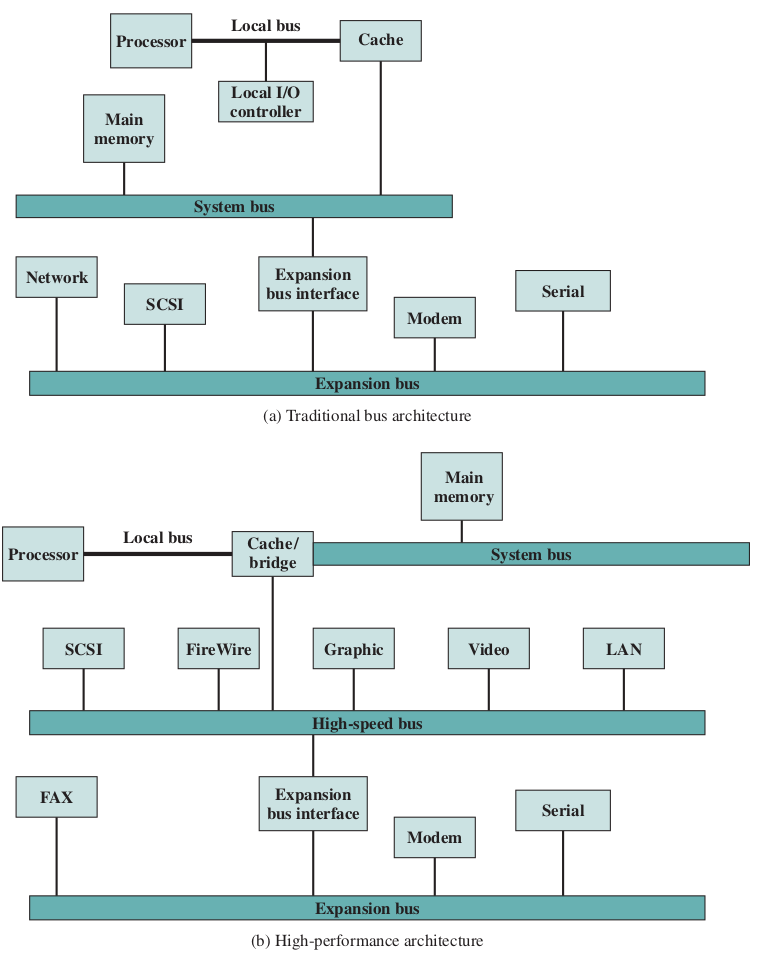 Local bus
Processor
Cache
Local I/O
controller
Main
memory
System bus
Network
SCSI
Expansion
bus interface
Modem
Serial
Expansion bus
(a) Traditional bus architecture
Main
memory
Local bus
Processor
Cache/
bridge
System bus
SCSI
FireWire
Graphic
Video
LAN
High-speed bus
FAX
Expansion
bus interface
Modem
Serial
Expansion bus
(b) High-performance architecture